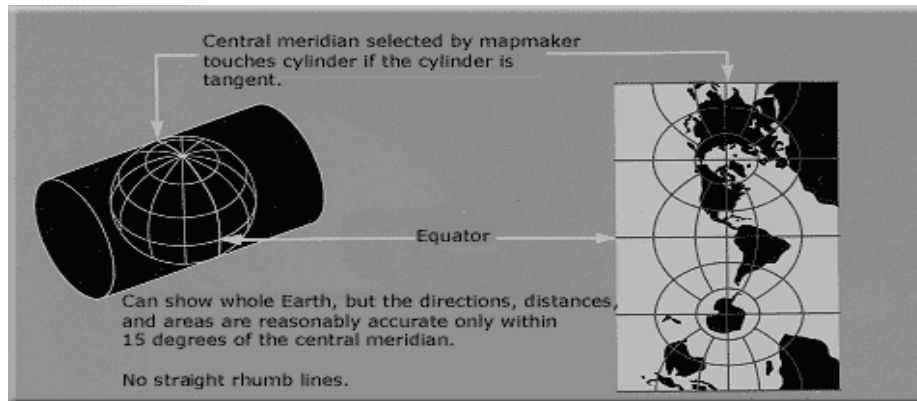 Central meridian selected by mapmaker
touches cylinder if the cylinder is
tangent.
Equator
Can show whole Earth, but the directions, distances,
and areas are reasonably accurate only within
15 degrees of the central meridian.
No straight rhumb lines.